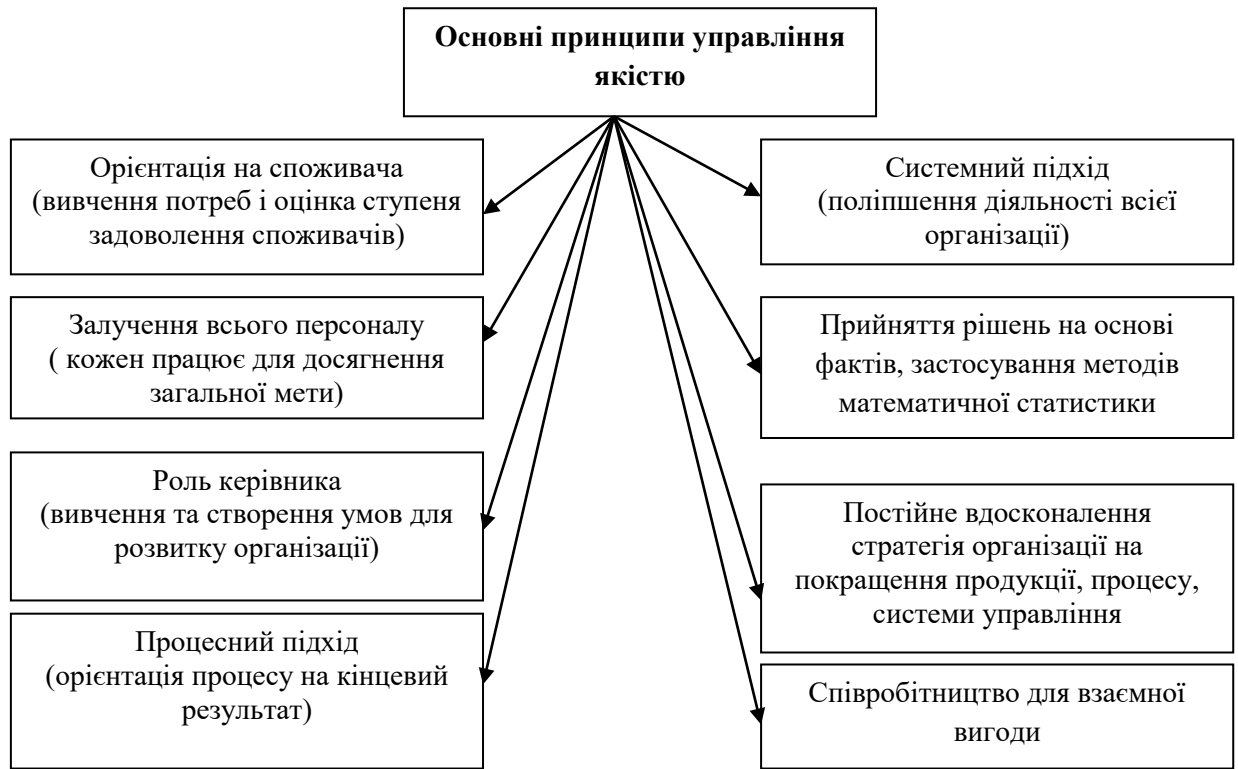 Основні принципи управління
якістю
Орієнтація на споживача
(вивчення потреб і оцінка ступеня
задоволення споживачів)
Залучення всього персоналу
( кожен працює для досягнення
загальної мети)
Роль керівника
(вивчення та створення умов для
розвитку організації)
Процесний підхід
(орієнтація процесу на кінцевий
результат)
Системний підхід
(поліпшення діяльності всієї
організації)
Прийняття рішень на основі
фактів, застосування методів
математичної статистики
Постійне вдосконалення
стратегія організації на
покращення продукції, процесу,
системи управління
Співробітництво для взаємної
вигоди